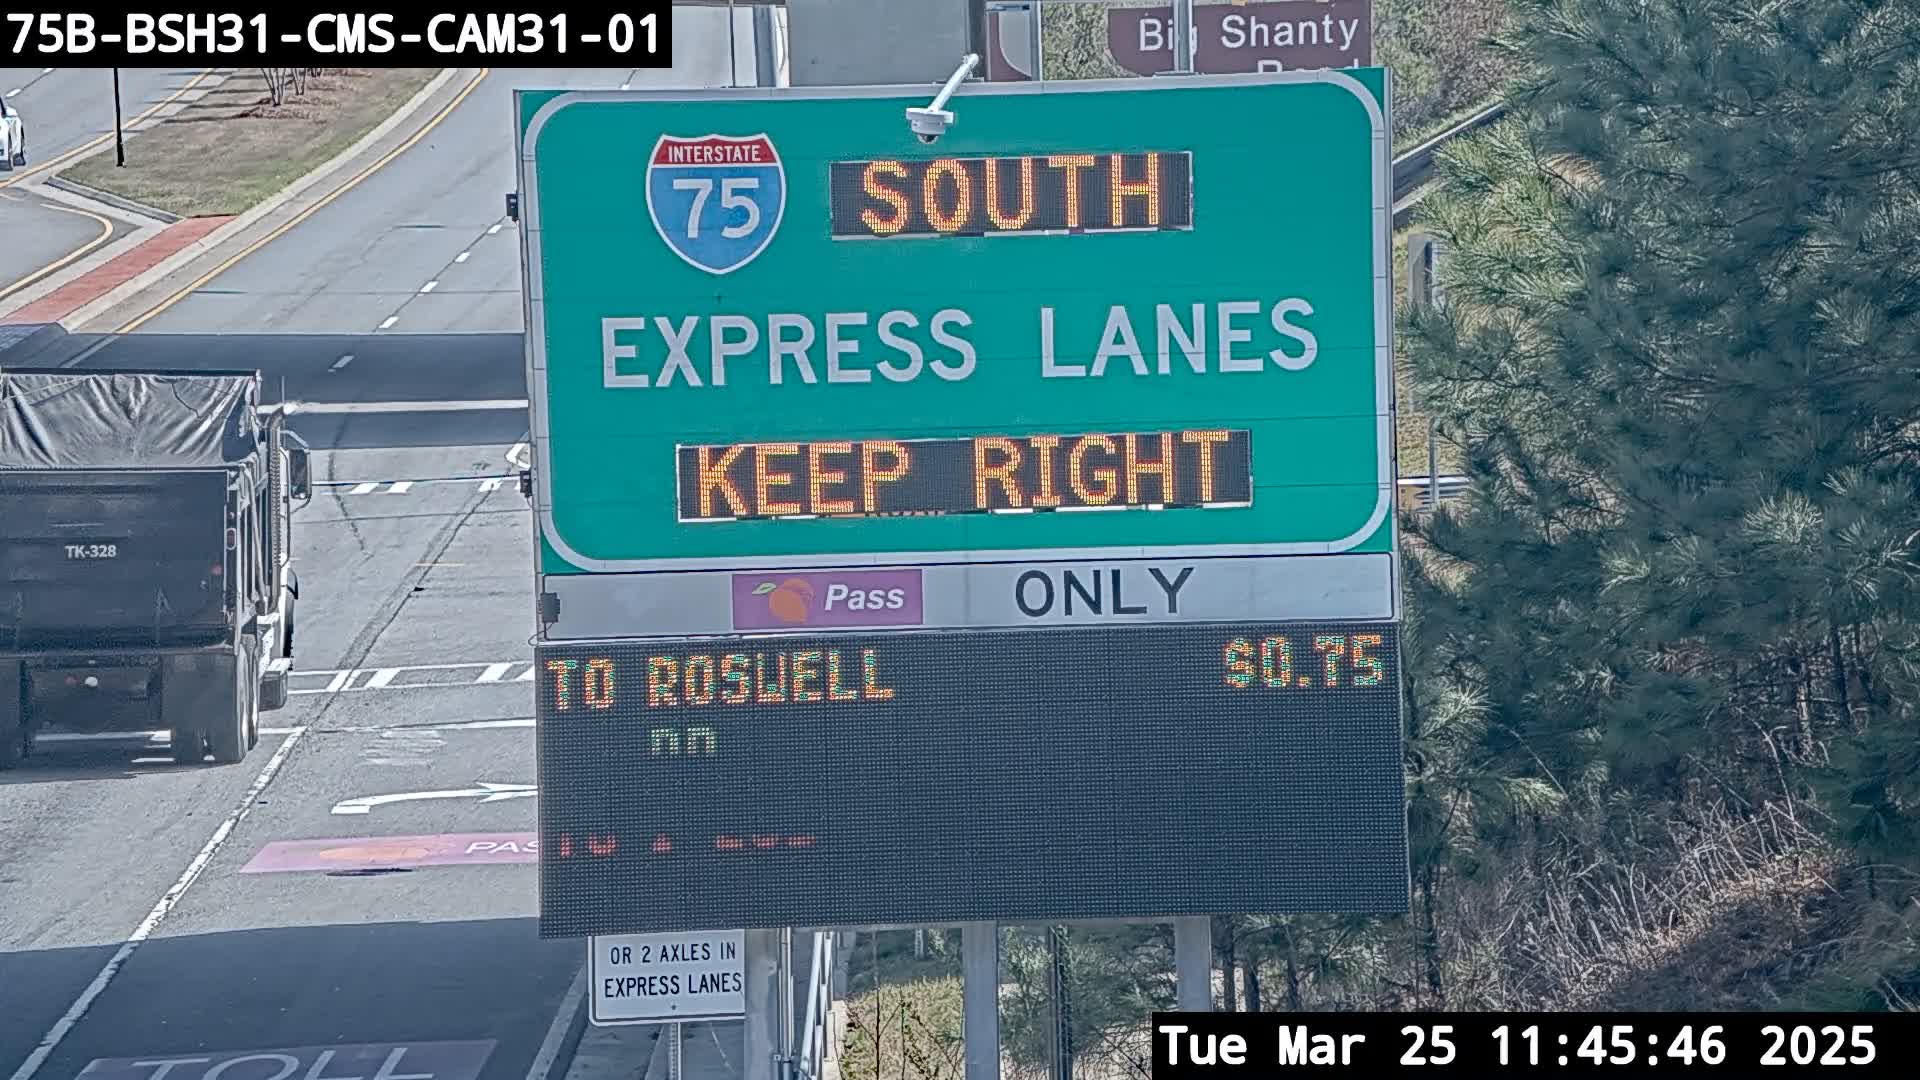 75B-BSH31-CMS-CAM31-01
Big Shanty
Road
INTERSTATE
75
SOUTH
EXPRESS LANES
KEEP RIGHT
Pass ONLY
TO ROSWELL $0.75
TK-328
OR 2 AXLES IN
EXPRESS LANES
TOLL
Tue Mar 25 11:45:46 2025